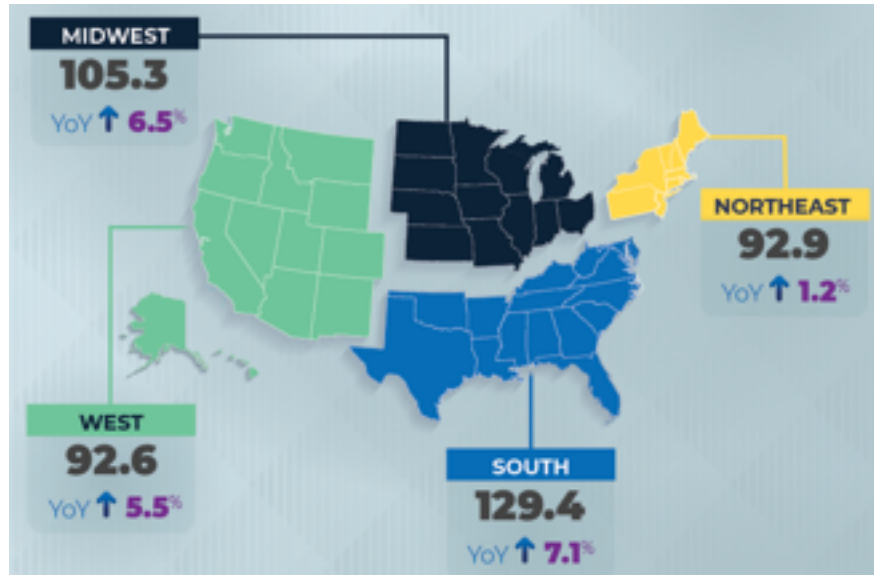 MIDWEST
105.3
YoY ↑ 6.5%
NORTHEAST
92.9
YoY ↑ 1.2%
WEST
92.6
YoY ↑ 5.5%
SOUTH
129.4
YoY ↑ 7.1%